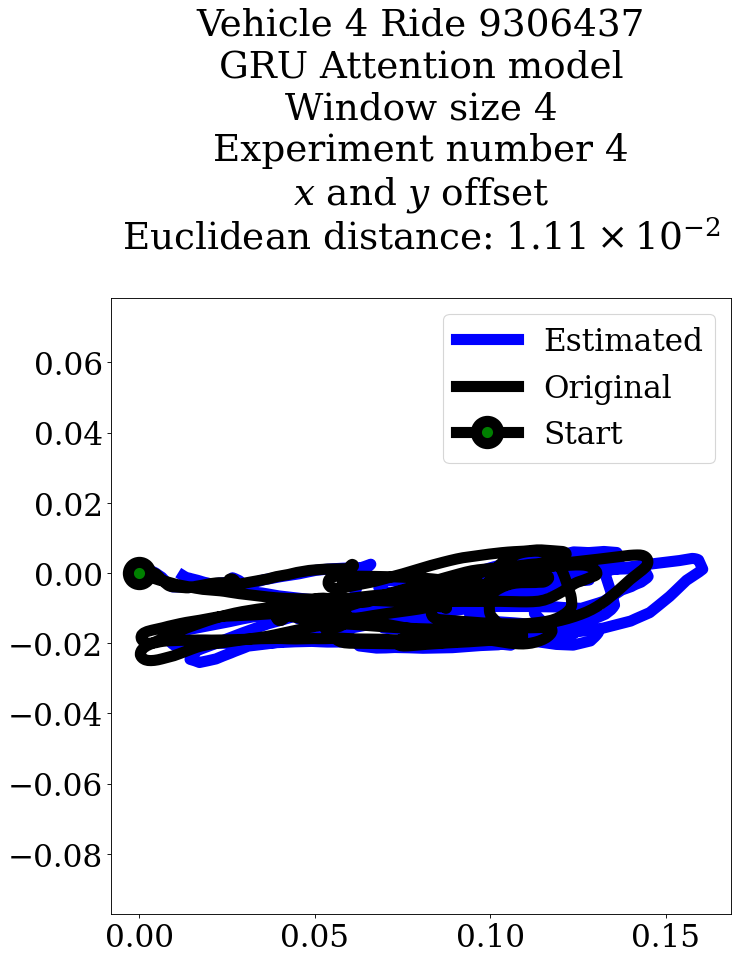 Vehicle 4 Ride 9306437
GRU Attention model
Window size 4
Experiment number 4
x and y offset
Euclidean distance: 1.11 × 10⁻²
Estimated
Original
Start
0.06
0.04
0.02
0.00
−0.02
−0.04
−0.06
−0.08
0.00 0.05 0.10 0.15